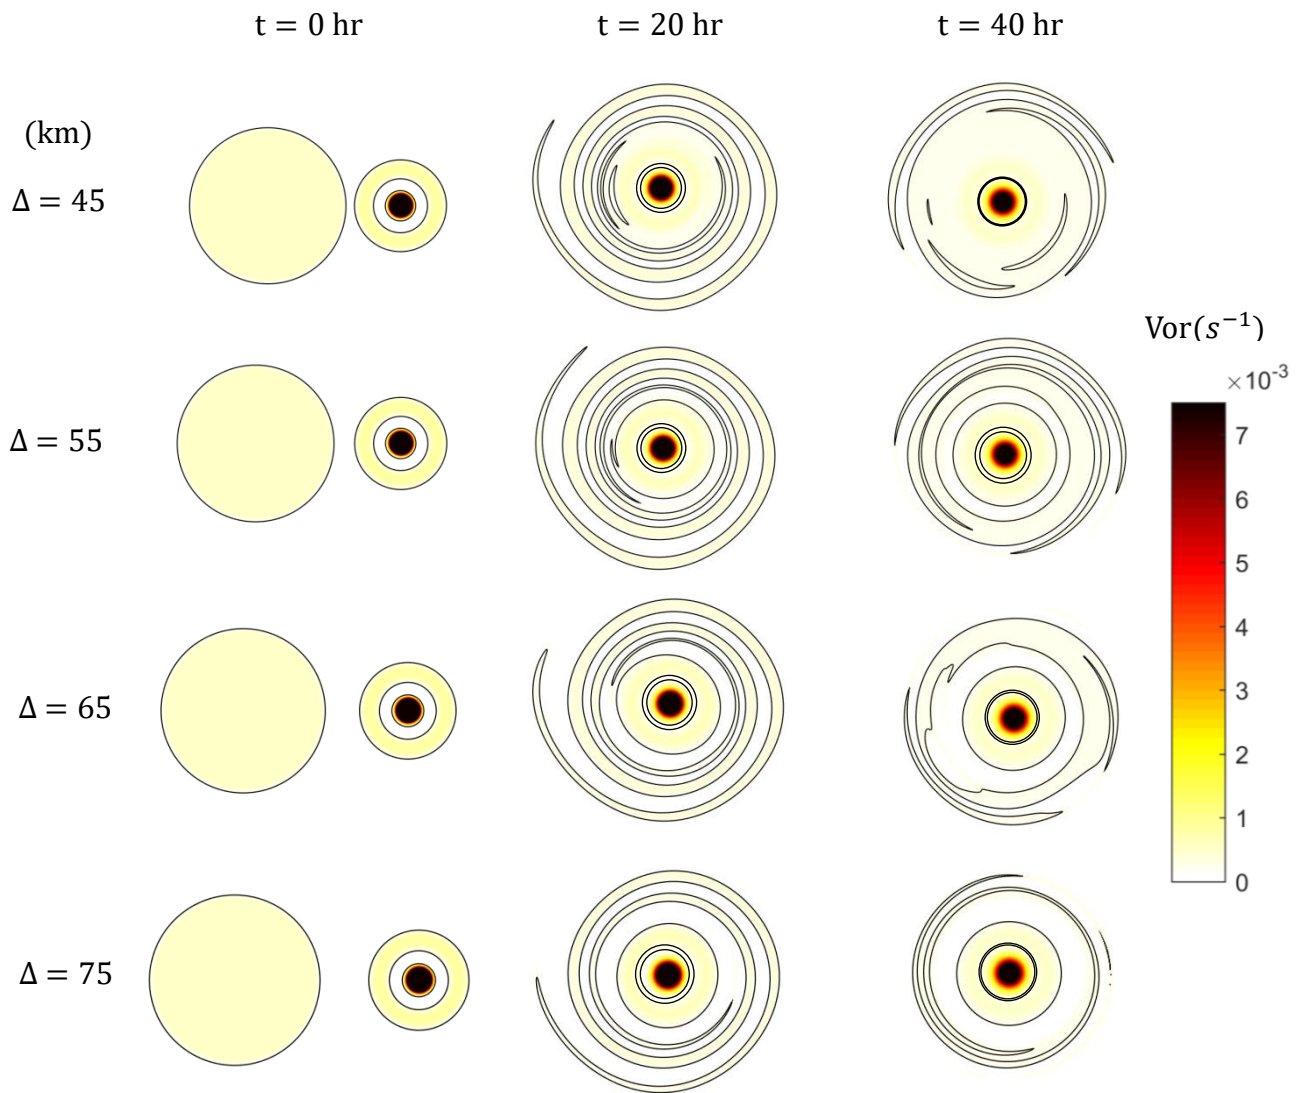 t = 0 hr t = 20 hr t = 40 hr
(km)
Δ = 45
Vor(s⁻¹)
Δ = 55
×10⁻³
7
6
5
Δ = 65
4
3
2
1
0
Δ = 75